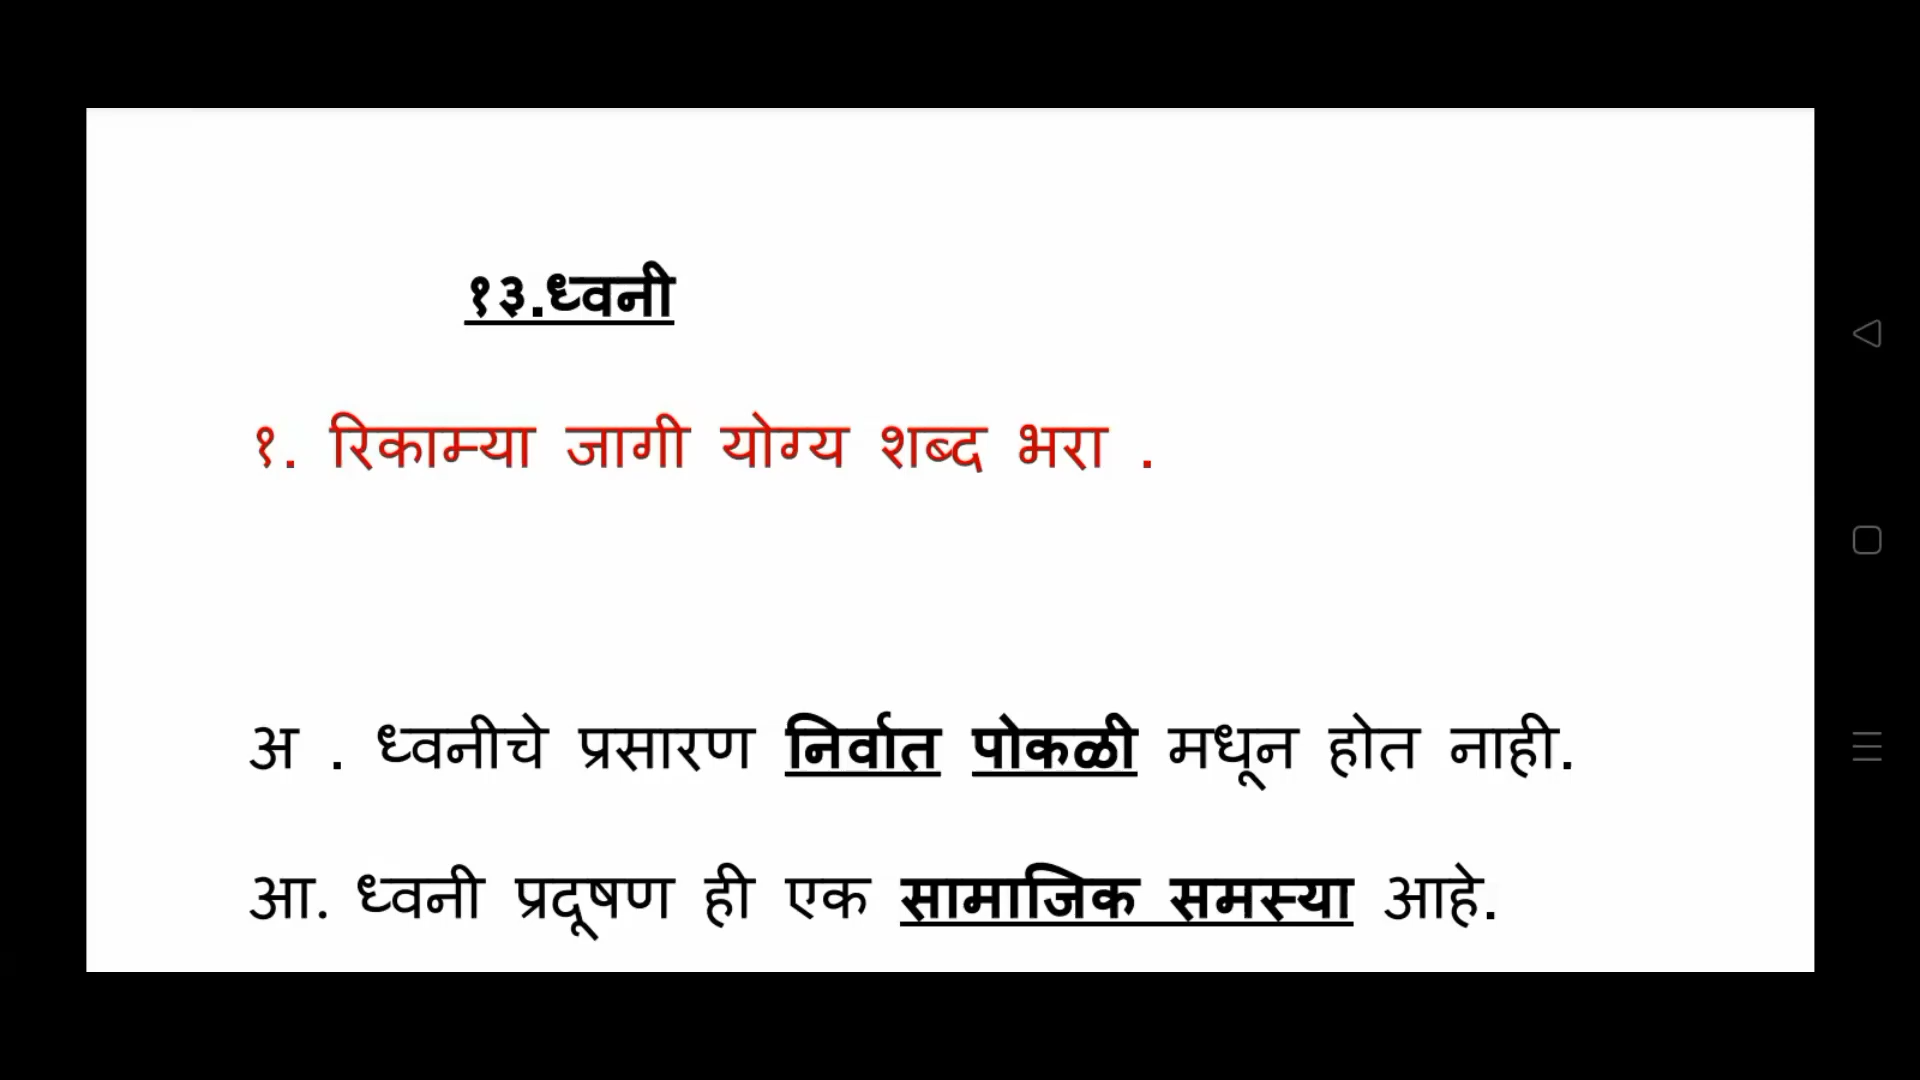 १३.ध्वनी
१. रिकाम्या जागी योग्य शब्द भरा .
अ . ध्वनीचे प्रसारण निर्वात पोकळी मधून होत नाही.
आ. ध्वनी प्रदूषण ही एक सामाजिक समस्या आहे.